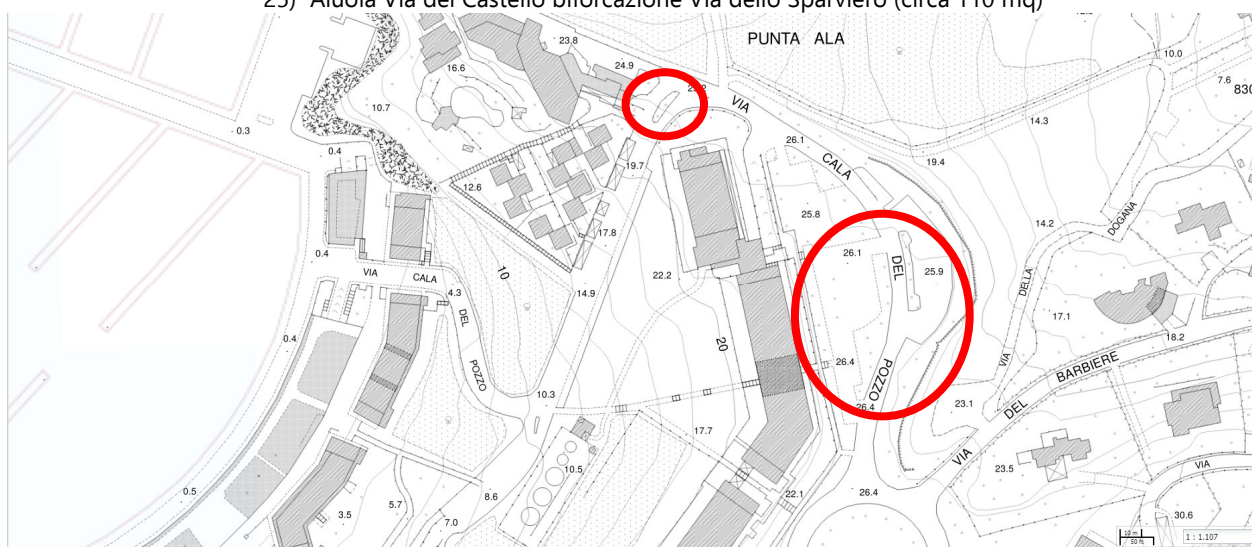 25) Aiuola Via del Castello biforcazione Via dello Sparviero (circa 110 mq)
PUNTA ALA
23.8
24.9
16.6
10.7
0.3
0.4
10.0
7.6
830
14.3
VIA
CALA
DEL
POZZO
26.1
19.4
19.7
12.6
17.8
25.8
26.1
25.9
14.2
VIA
DELLA
DOGANA
0.4
VIA
CALA
DEL
POZZO
4.3
10
14.9
22.2
20
17.1
18.2
0.4
26.4
26.4
VIA
DEL
BARBIERE
23.1
10.3
17.7
23.5
VIA
10.5
0.5
3.5
5.7
8.6
7.0
22.1
26.4
30.6
10 m
50 ft
1 : 1.107